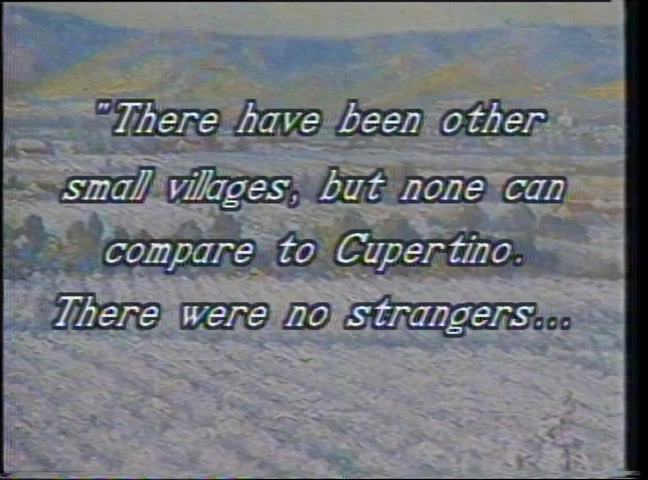 "There have been other
small villages, but none can
compare to Cupertino.
There were no strangers...